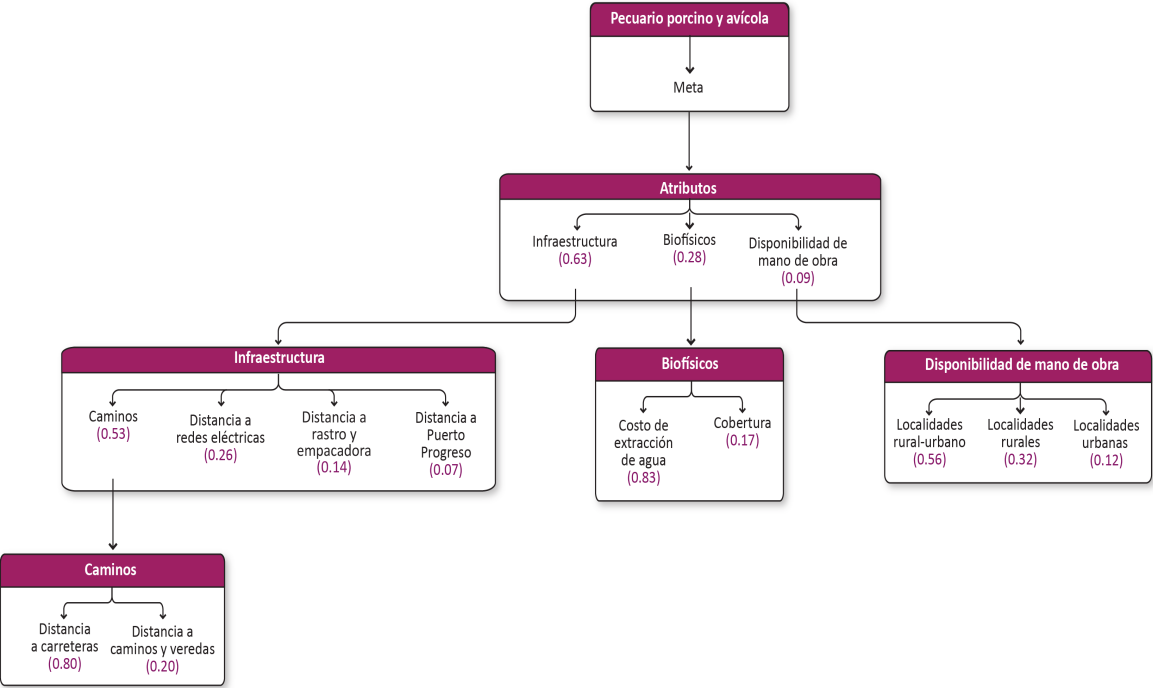 Pecuario porcino y avícola
Meta
Atributos
Infraestructura
(0.63)
Biofísicos
(0.28)
Disponibilidad de
mano de obra
(0.09)
Infraestructura
Caminos
(0.53)
Distancia a
redes eléctricas
(0.26)
Distancia a
rastro y
empacadora
(0.14)
Distancia a
Puerto
Progreso
(0.07)
Biofísicos
Costo de
extracción
de agua
(0.83)
Cobertura
(0.17)
Disponibilidad de mano de obra
Localidades
rural-urbano
(0.56)
Localidades
rurales
(0.32)
Localidades
urbanas
(0.12)
Caminos
Distancia
a carreteras
(0.80)
Distancia a
caminos y veredas
(0.20)